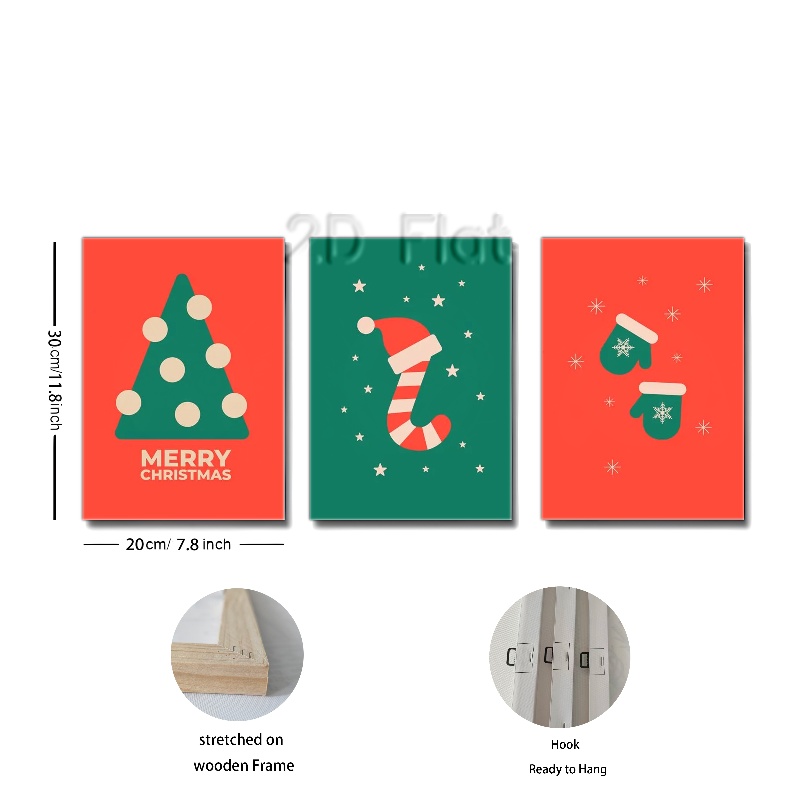 2D Flat
30cm/11.8inch
MERRY
CHRISTMAS
20cm/ 7.8 inch
stretched on
wooden Frame
Hook
Ready to Hang